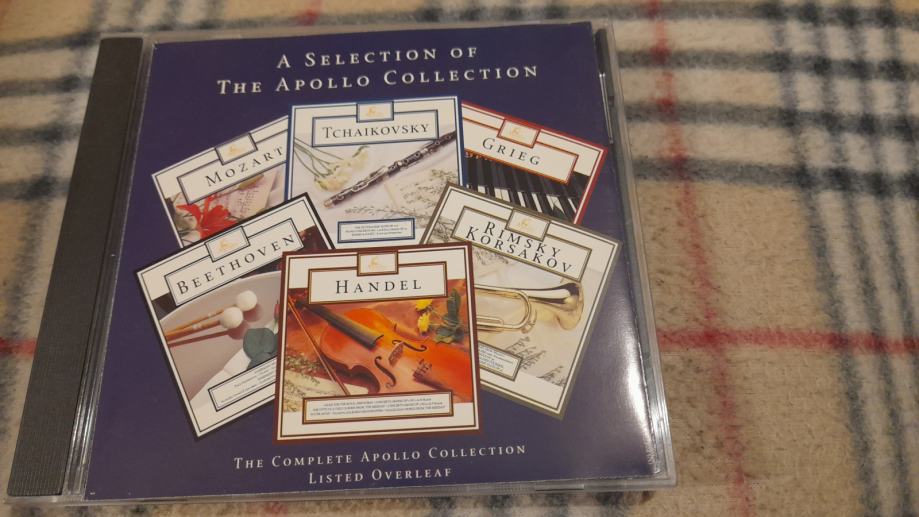 A SELECTION OF
THE APOLLO COLLECTION
MOZART
TCHAIKOVSKY
GRIEG
BEETHOVEN
HANDEL
RIMSKY
KORSAKOV
THE COMPLETE APOLLO COLLECTION
LISTED OVERLEAF